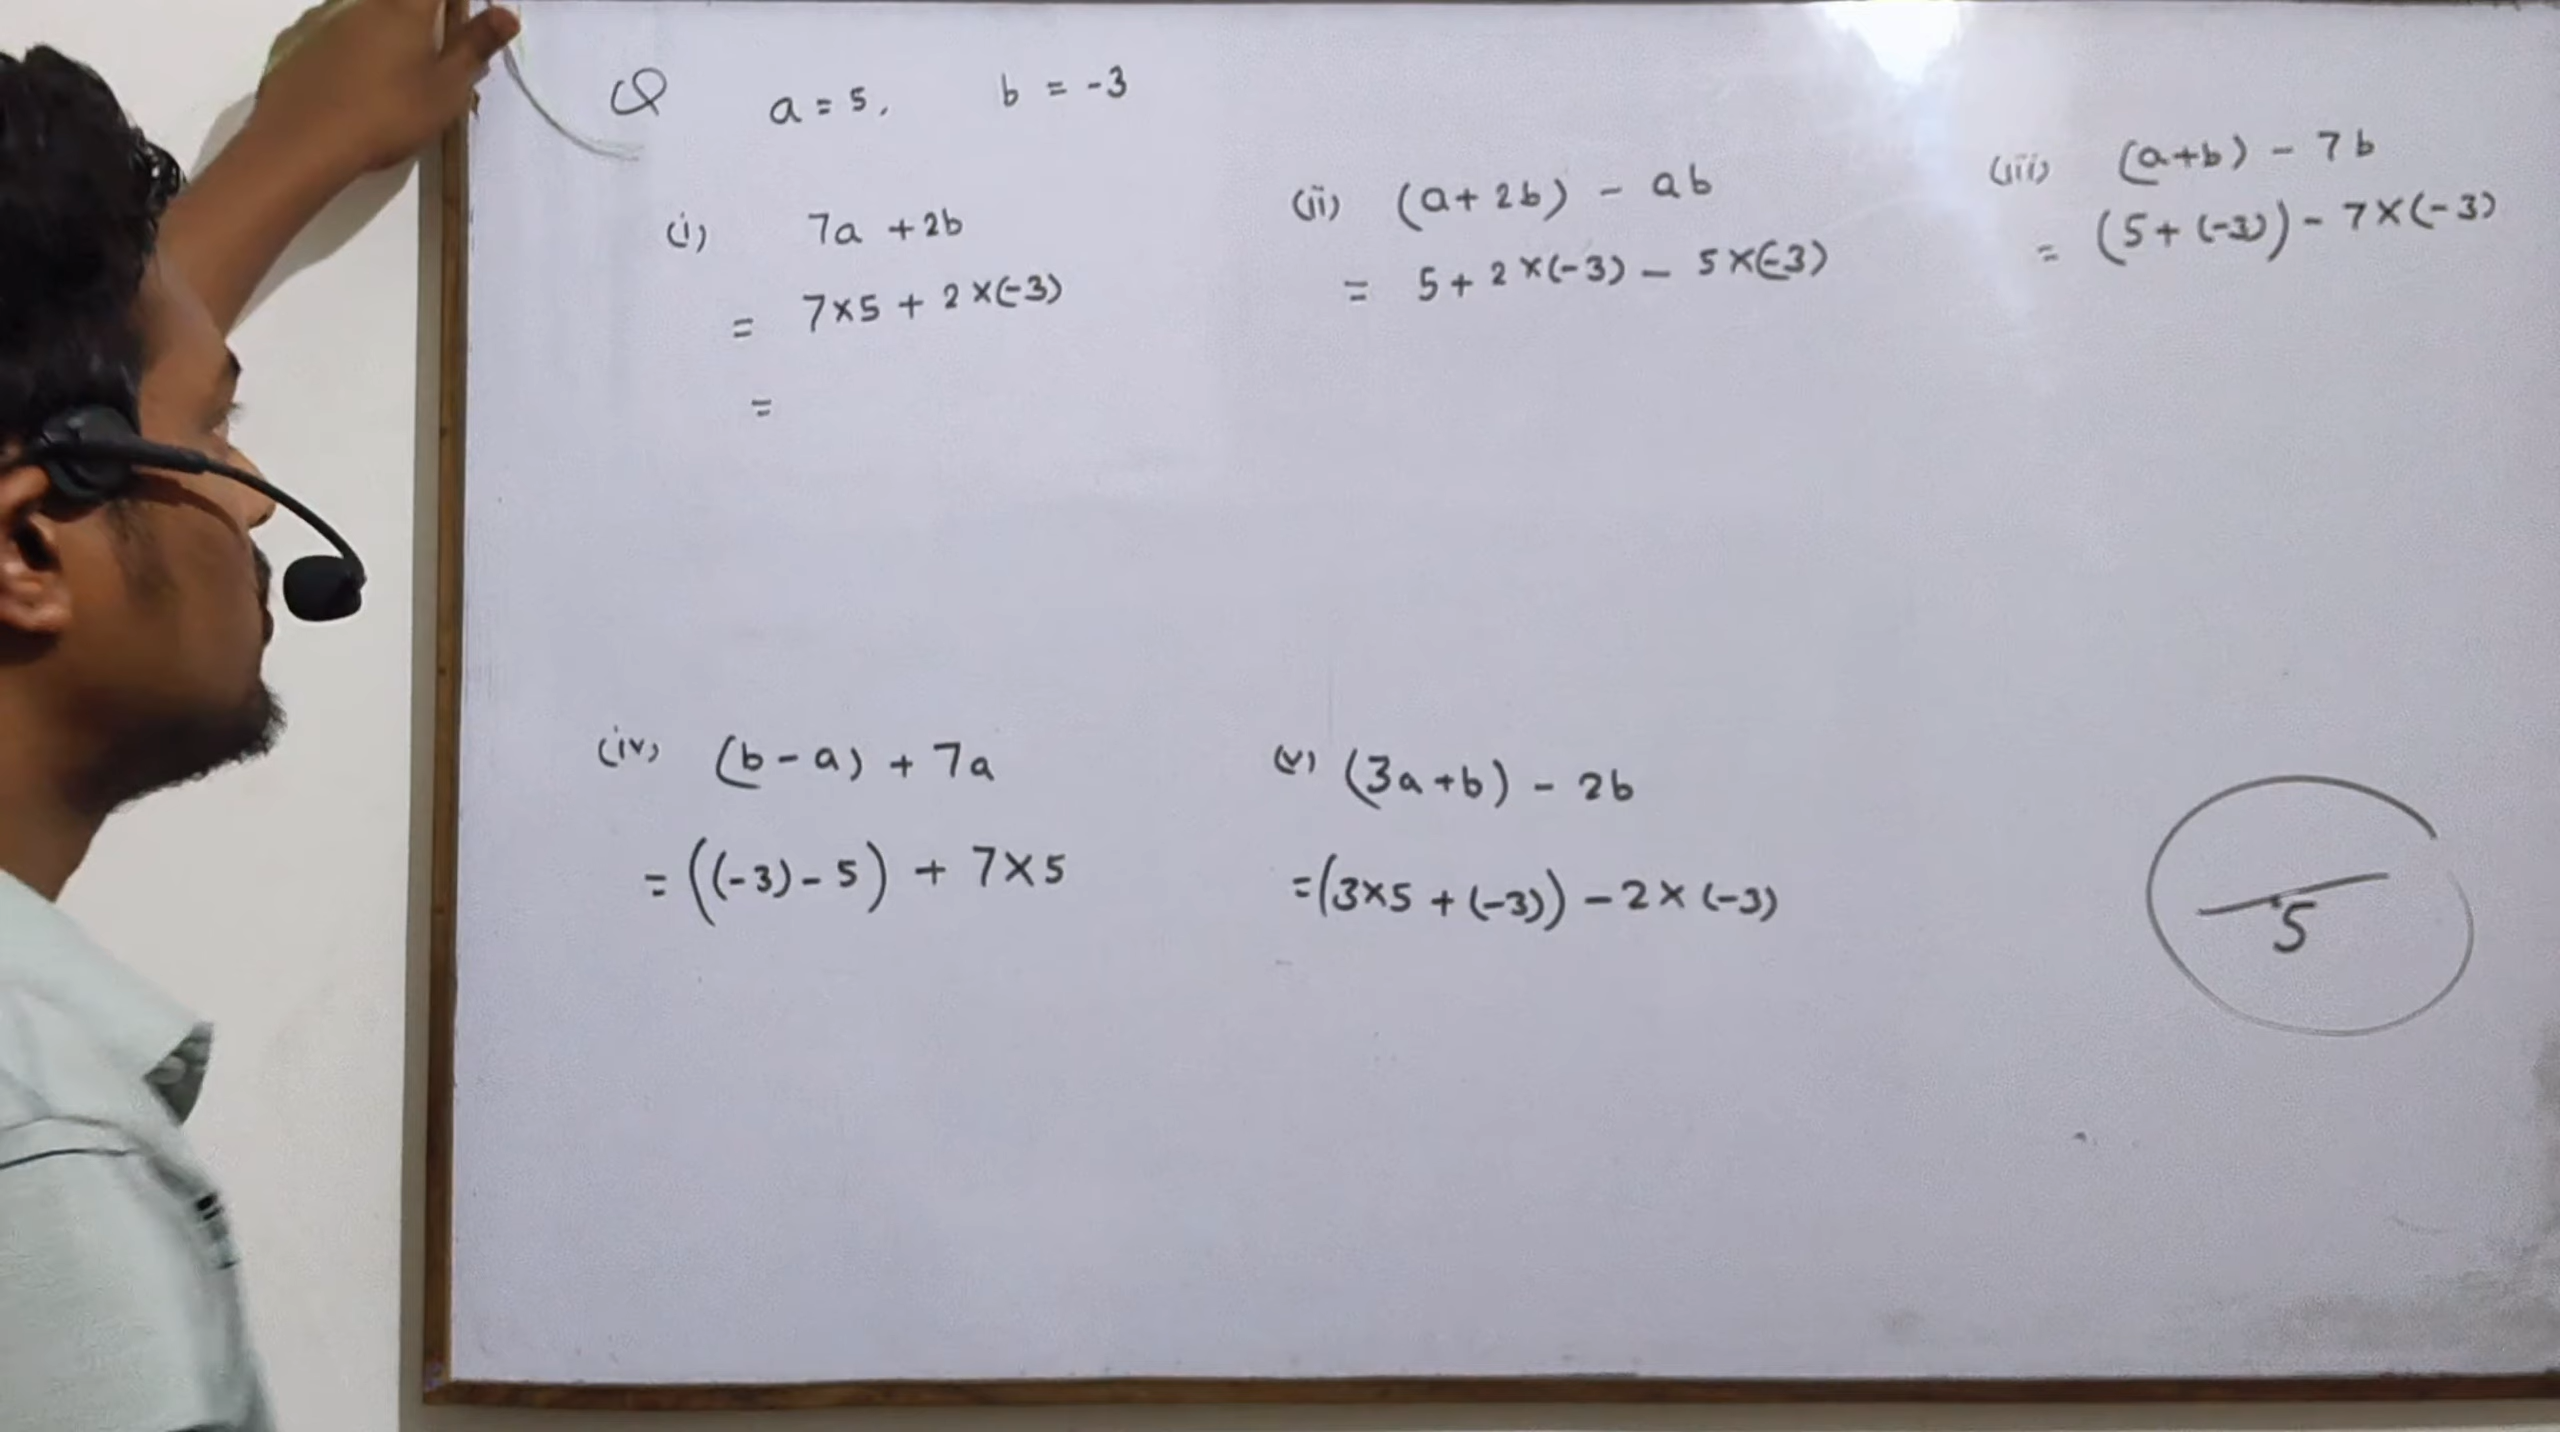 Q a = 5, b = -3
(i) 7a + 2b
= 7×5 + 2×(-3)
=
(ii) (a + 2b) - ab
= 5 + 2×(-3) - 5×(-3)
(iii) (a+b) - 7b
= (5 + (-3)) - 7×(-3)
(iv) (b - a) + 7a
= ((-3) - 5) + 7×5
(v) (3a + b) - 2b
= (3×5 + (-3)) - 2×(-3)
5